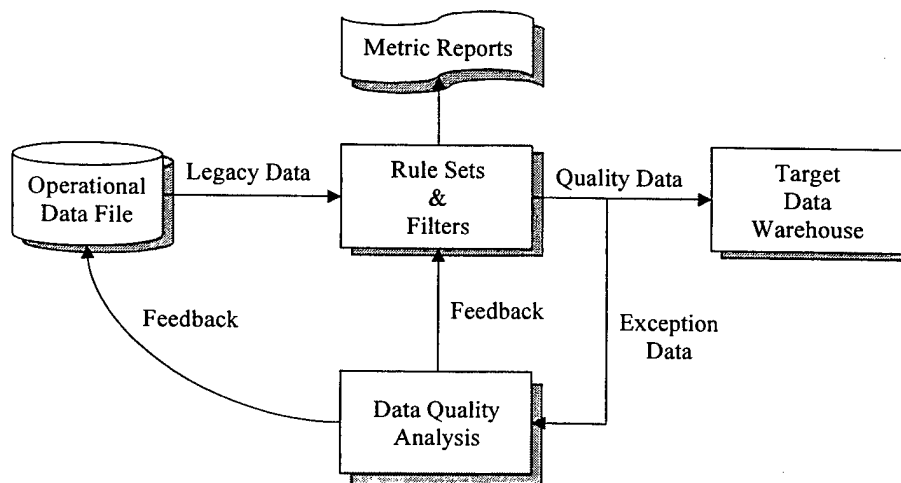 Metric Reports
Operational
Data File
Legacy Data
Rule Sets
&
Filters
Quality Data
Target
Data
Warehouse
Feedback
Feedback
Exception
Data
Data Quality
Analysis